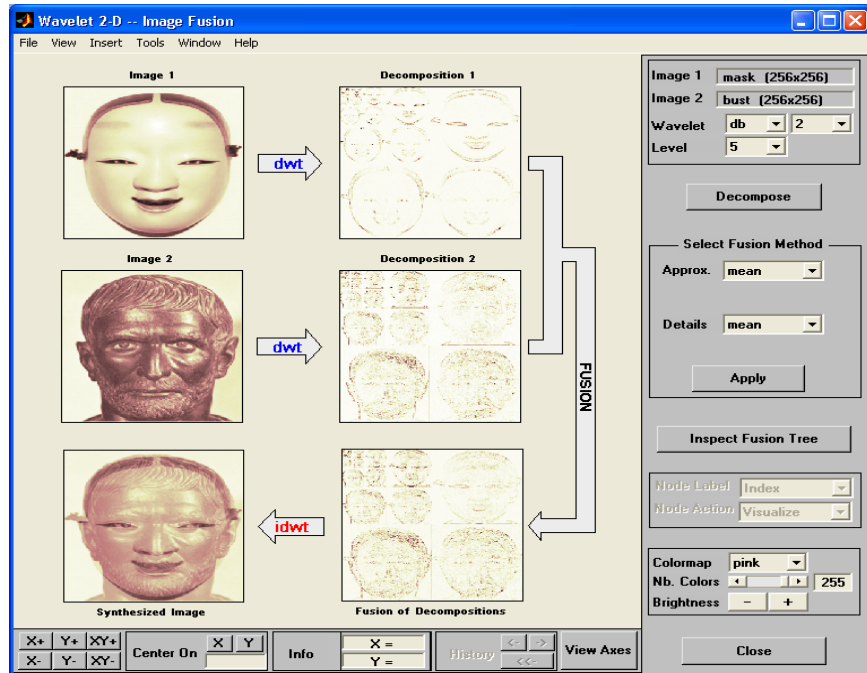 Wavelet 2-D -- Image Fusion
File View Insert Tools Window Help
Image 1
Decomposition 1
dwt
Image 2
Decomposition 2
dwt
FUSION
idwt
Synthesized Image
Fusion of Decompositions
Image 1 mask (256x256)
Image 2 bust (256x256)
Wavelet db 2
Level 5
Decompose
Select Fusion Method
Approx. mean
Details mean
Apply
Inspect Fusion Tree
Node Label Index
Node Action Visualize
Colormap pink
Nb. Colors 255
Brightness - +
Close
X+ Y+ XY+
X- Y- XY-
Center On X Y
Info X =
Y =
History <- ->
<<-
View Axes